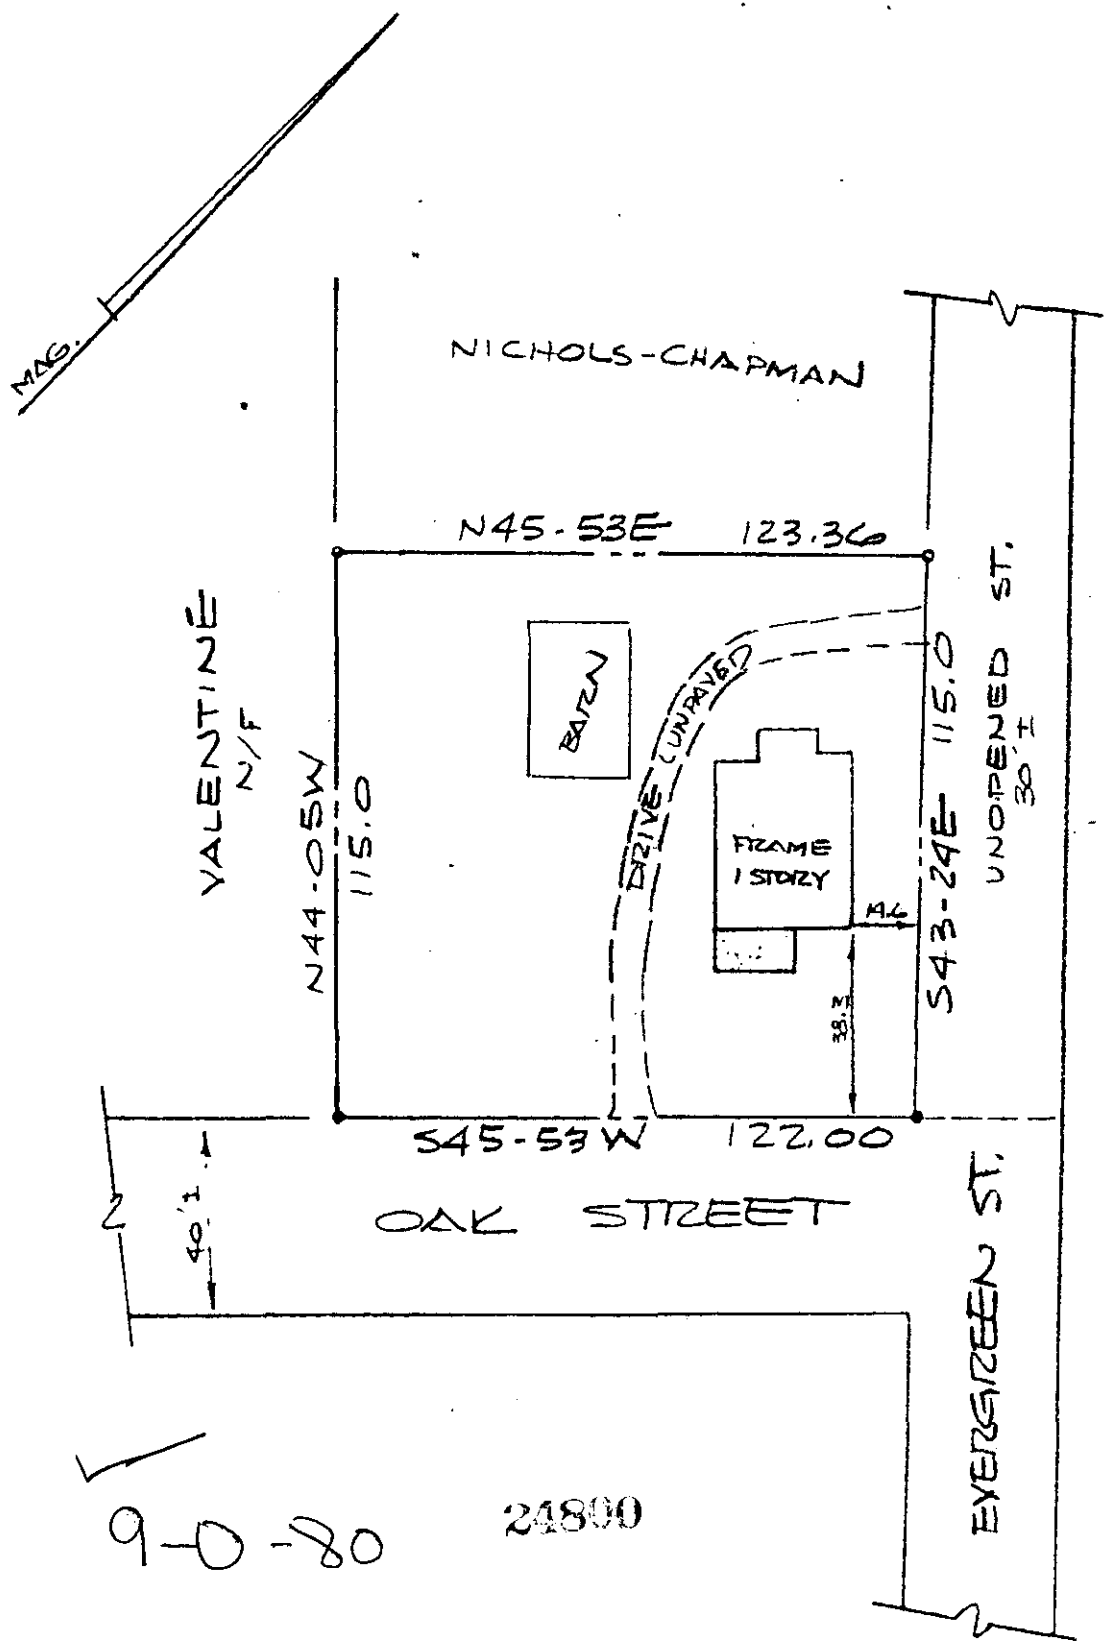 MAG.
NICHOLS-CHAPMAN
N45-53E 123.36
VALENTINE
N/F
N44-05W
115.0
BARN
DRIVE (UNPAVED)
FRAME
1 STORY
14.6
S43-24E 115.0
UNOPENED ST.
30'±
S45-53W 122.00
40'±
OAK STREET
EVERGREEN ST.
9-0-80
24800